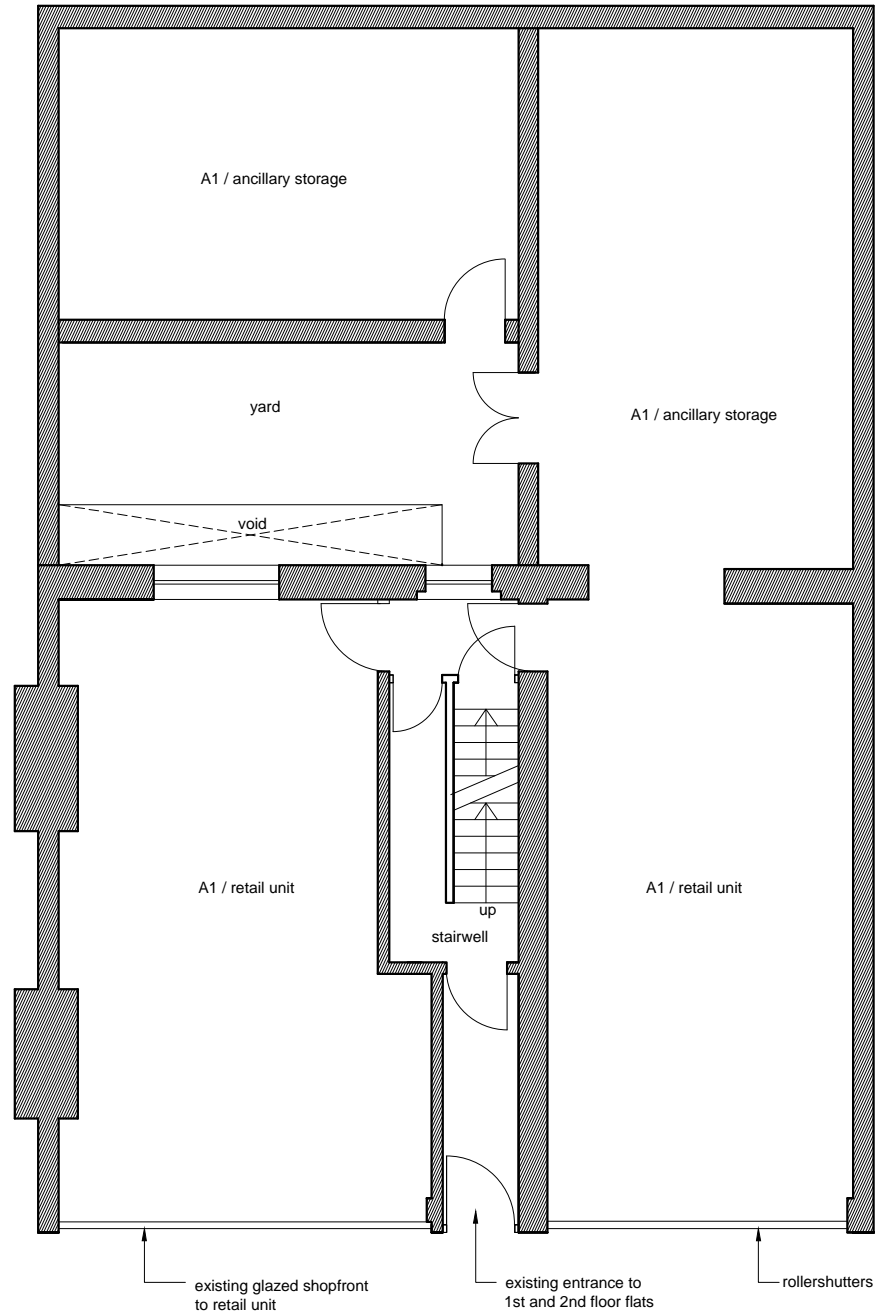 A1 / ancillary storage
yard
A1 / ancillary storage
void
A1 / retail unit
A1 / retail unit
up
stairwell
existing glazed shopfront
to retail unit
existing entrance to
1st and 2nd floor flats
rollershutters